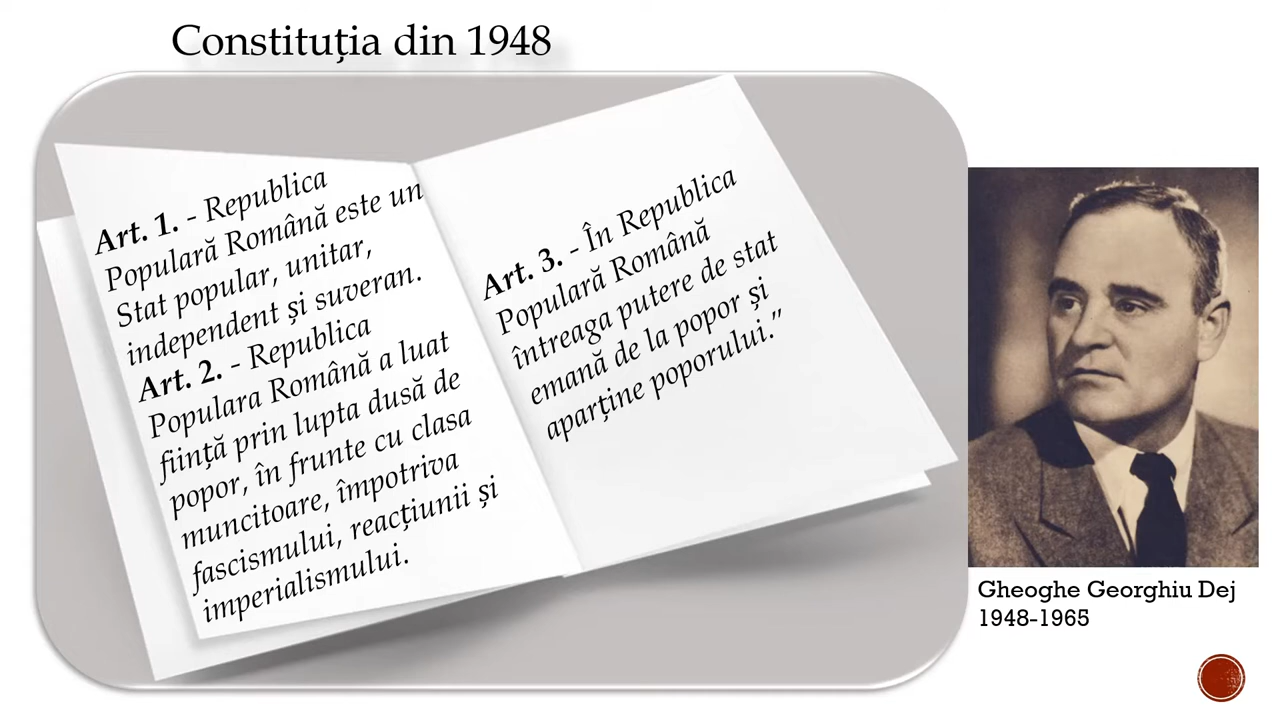 Constituția din 1948
Art. 1. - Republica
Populară Română este un
Stat popular, unitar,
independent și suveran.
Art. 2. - Republica
Populara Română a luat
ființă prin lupta dusă de
popor, în frunte cu clasa
muncitoare, împotriva
fascismului, reacțiunii și
imperialismului.
Art. 3. - În Republica
Populară Română
întreaga putere de stat
emană de la popor și
aparține poporului.”
Gheoghe Georghiu Dej
1948-1965